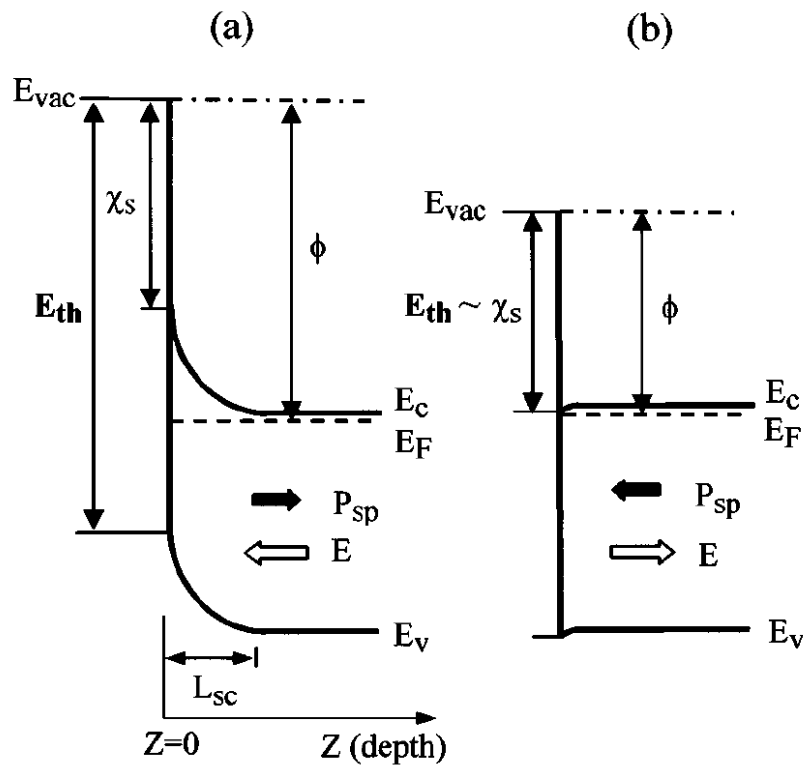 (a)
(b)
Evac
χs
Eth
ϕ
Ec
EF
Psp
E
Ev
Lsc
Z=0
Z (depth)
Evac
Eth ~ χs
ϕ
Ec
EF
Psp
E
Ev